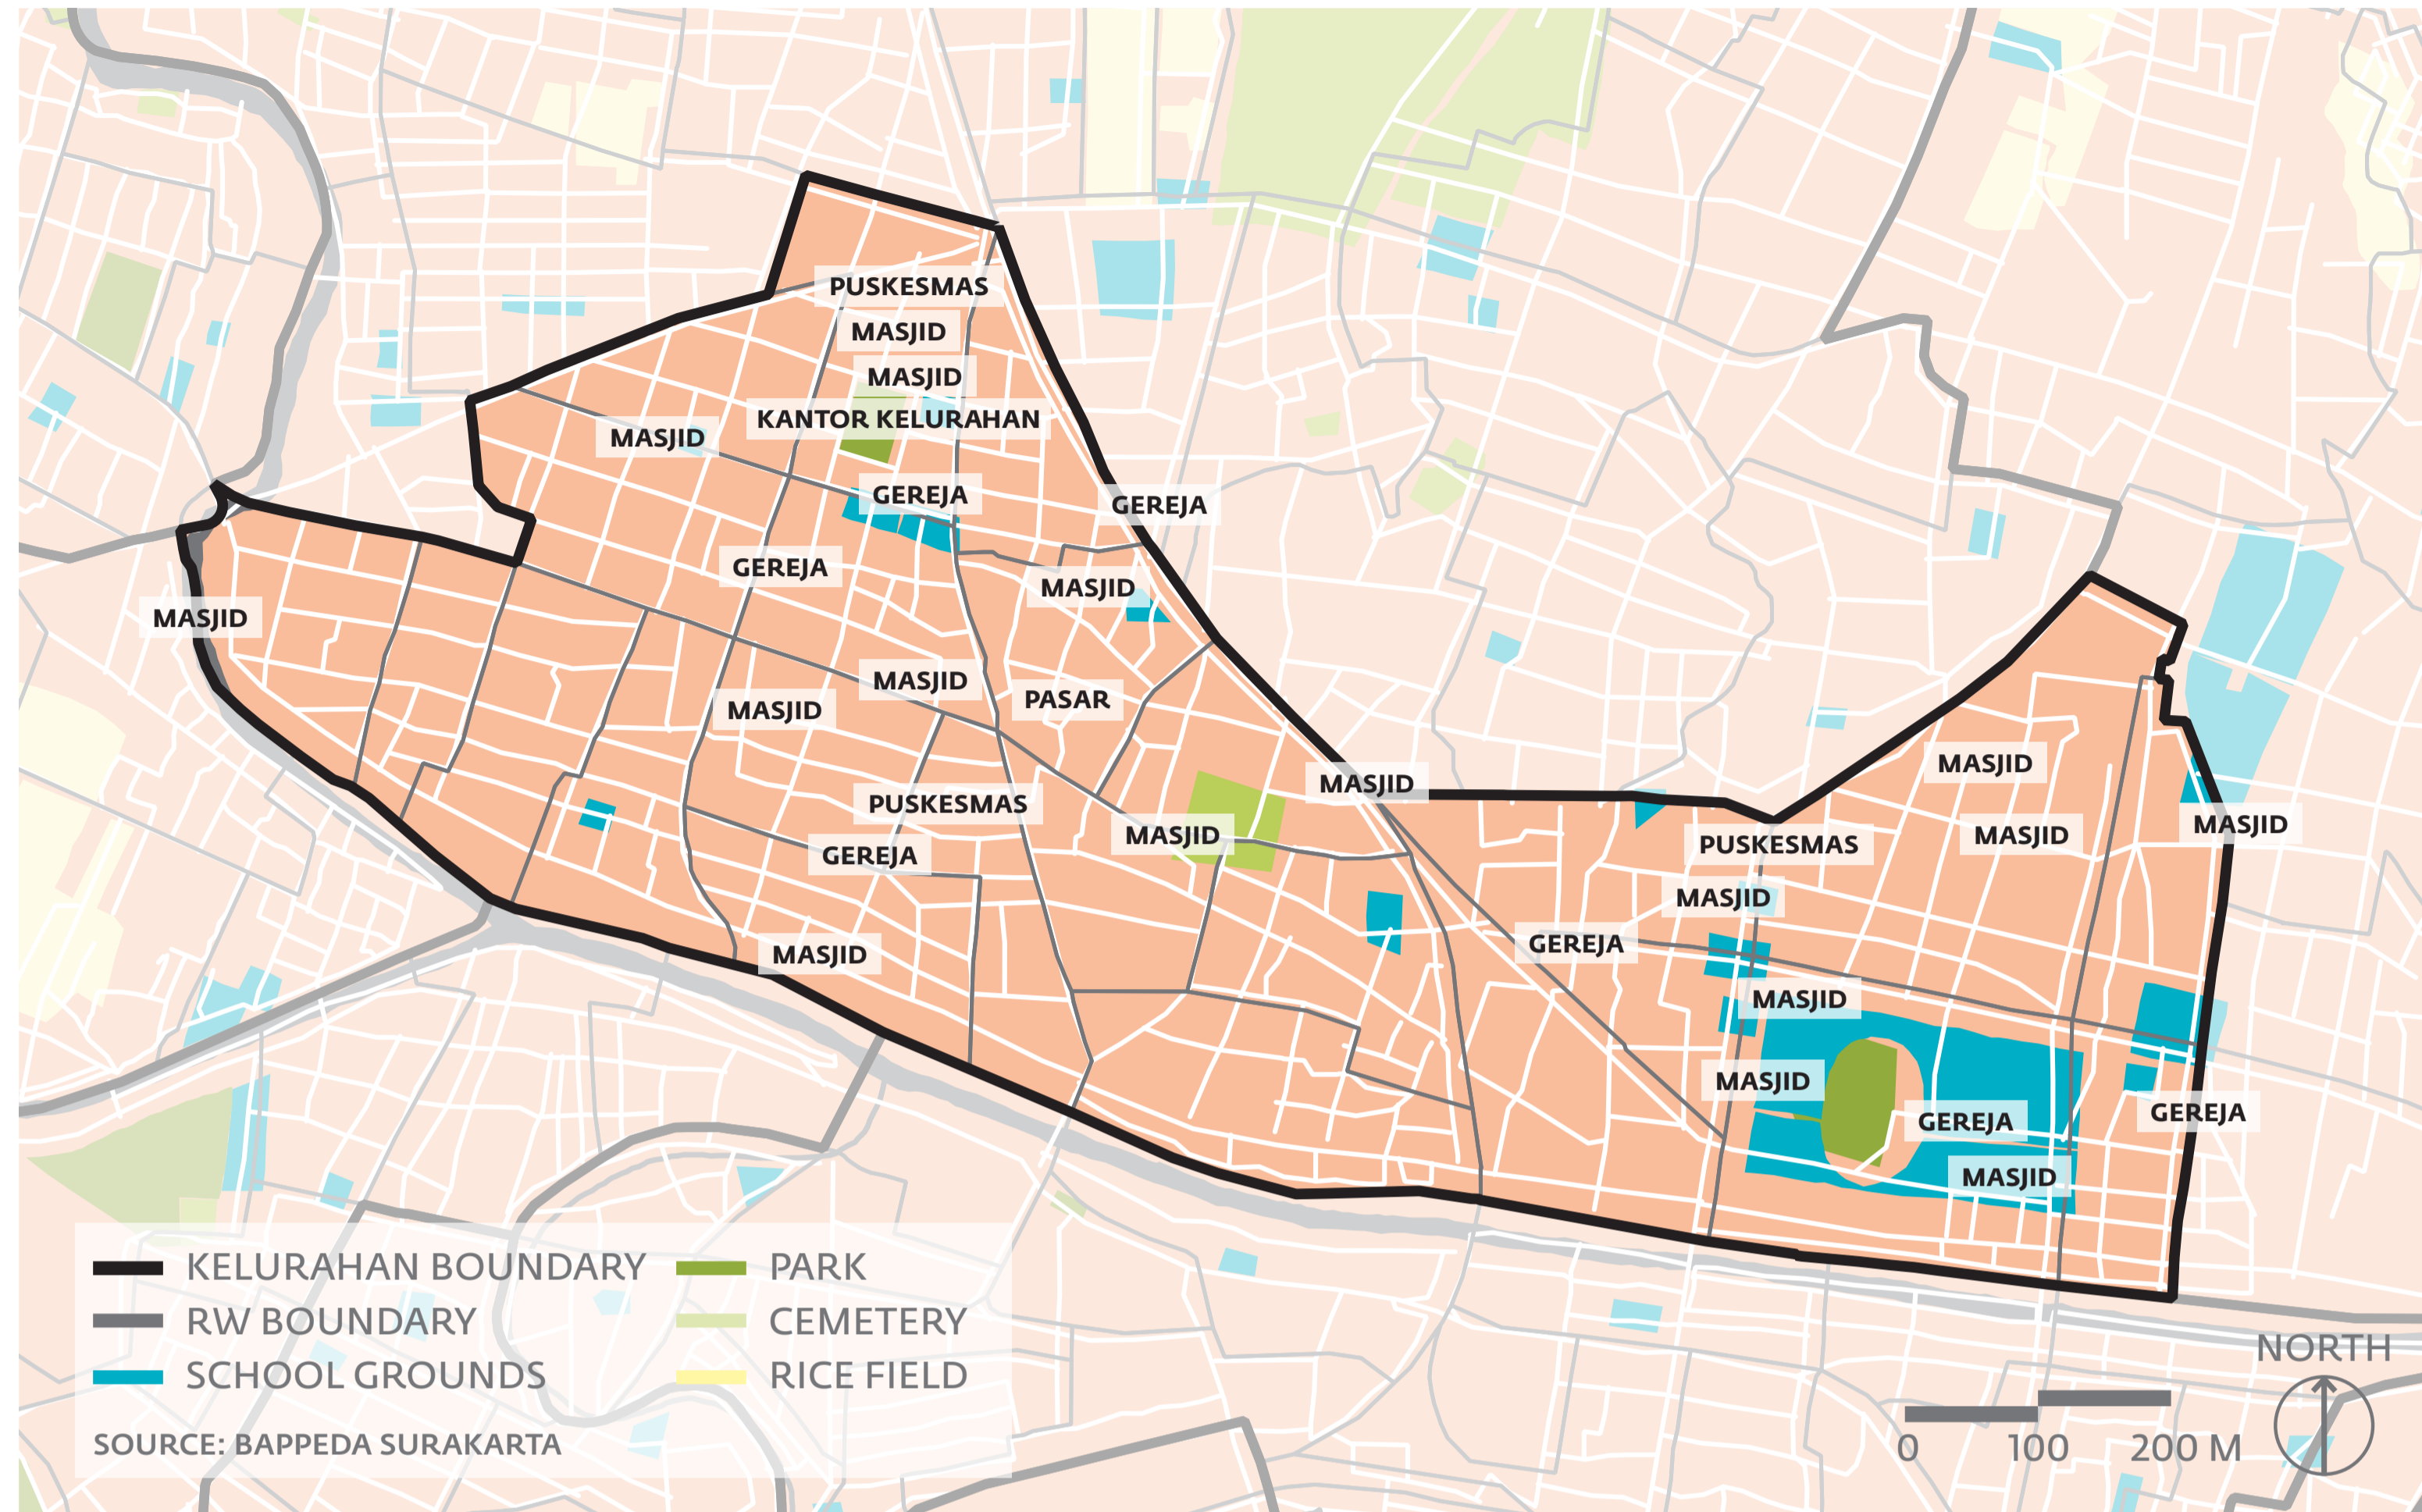 PUSKESMAS
MASJID
MASJID
KANTOR KELURAHAN
MASJID
GEREJA
GEREJA
GEREJA
MASJID
MASJID
MASJID
PASAR
MASJID
MASJID
MASJID
PUSKESMAS
MASJID
MASJID
MASJID
PUSKESMAS
GEREJA
MASJID
GEREJA
MASJID
MASJID
MASJID
GEREJA
GEREJA
MASJID
KELURAHAN BOUNDARY
RW BOUNDARY
SCHOOL GROUNDS
PARK
CEMETERY
RICE FIELD
SOURCE: BAPPEDA SURAKARTA
NORTH
0 100 200 M